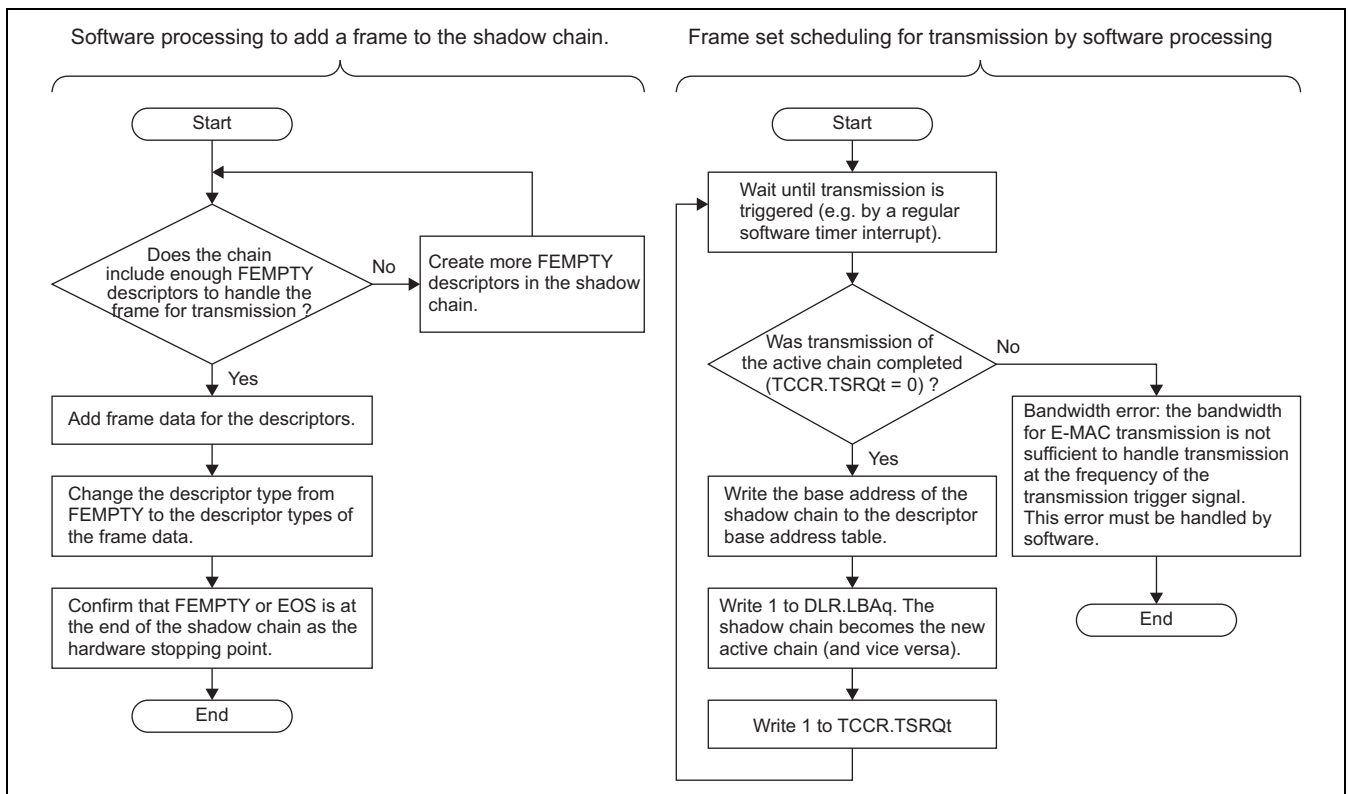 Software processing to add a frame to the shadow chain.
Start
Does the chain
include enough FEMPTY
descriptors to handle the
frame for transmission ?
No
Create more FEMPTY
descriptors in the shadow
chain.
Yes
Add frame data for the descriptors.
Change the descriptor type from
FEMPTY to the descriptor types of
the frame data.
Confirm that FEMPTY or EOS is at
the end of the shadow chain as the
hardware stopping point.
End
Frame set scheduling for transmission by software processing
Start
Wait until transmission is
triggered (e.g. by a regular
software timer interrupt).
Was transmission of
the active chain completed
(TCCR.TSRQt = 0) ?
No
Bandwidth error: the bandwidth
for E-MAC transmission is not
sufficient to handle transmission
at the frequency of the
transmission trigger signal.
This error must be handled by
software.
End
Yes
Write the base address of the
shadow chain to the descriptor
base address table.
Write 1 to DLR.LBAq. The
shadow chain becomes the new
active chain (and vice versa).
Write 1 to TCCR.TSRQt